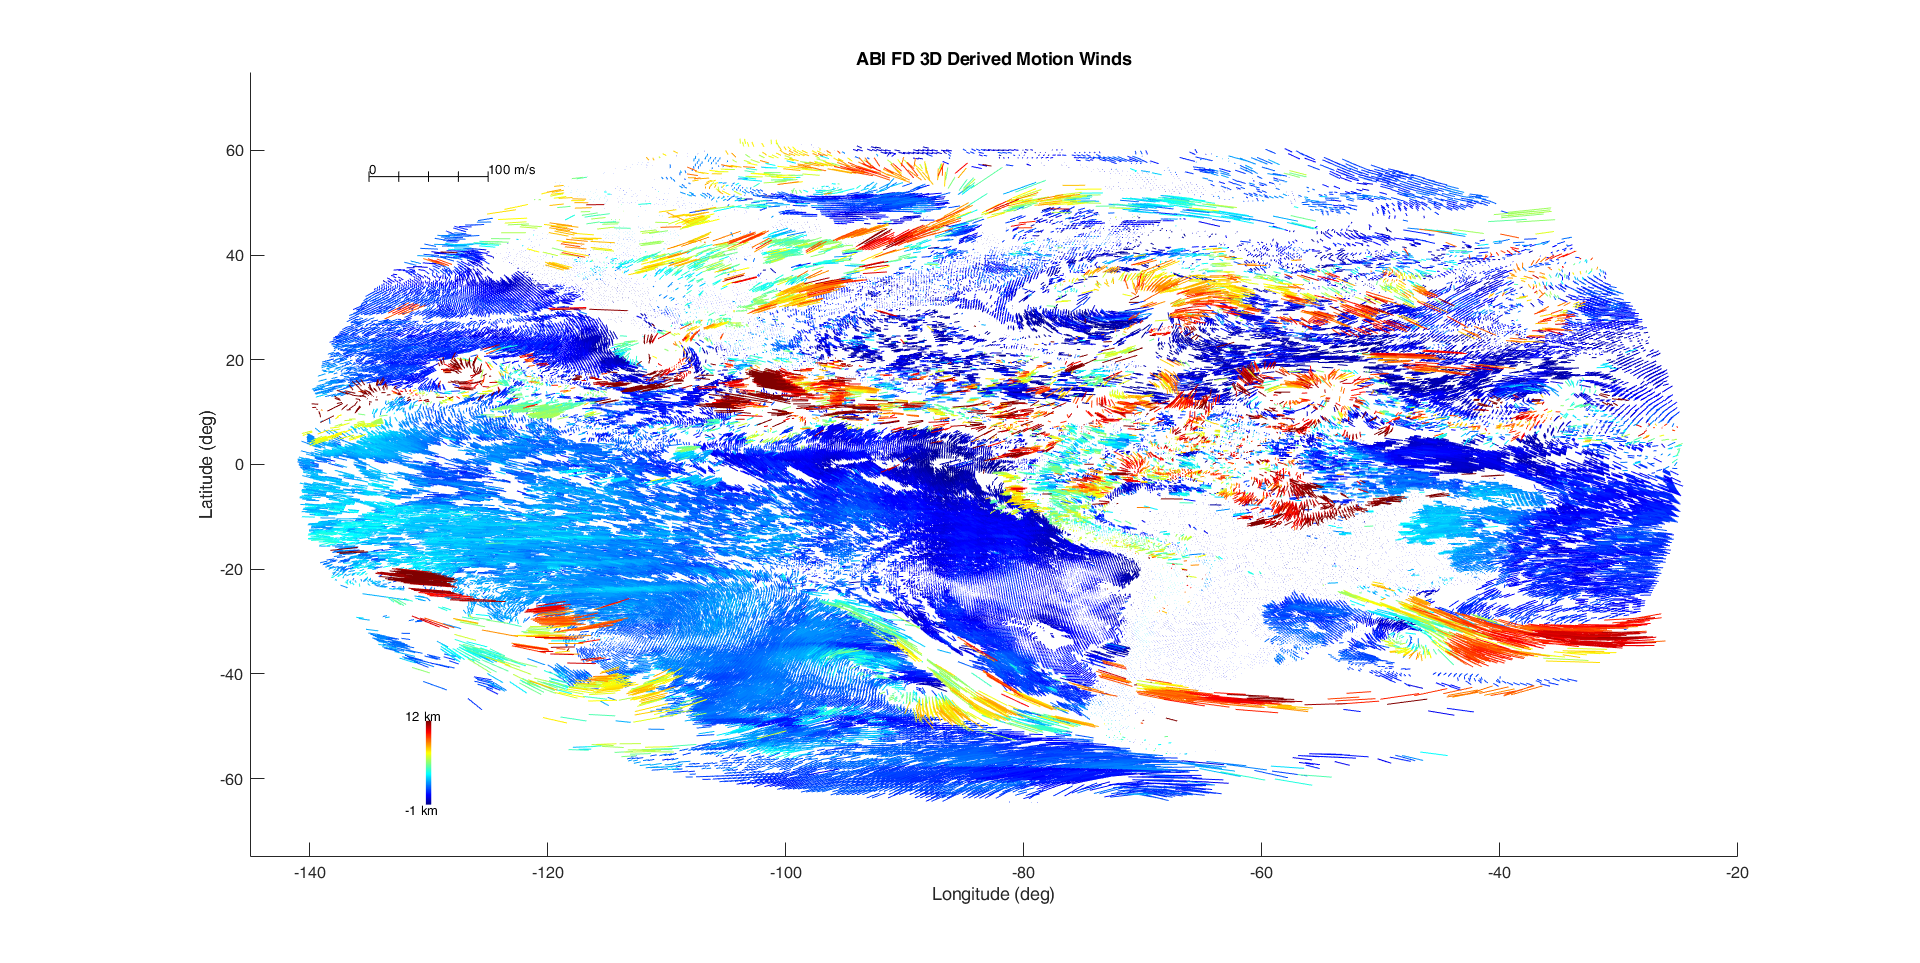 ABI FD 3D Derived Motion Winds
60
0 100 m/s
40
20
0
-20
-40
12 km
-60
-1 km
Latitude (deg)
-140 -120 -100 -80 -60 -40 -20
Longitude (deg)